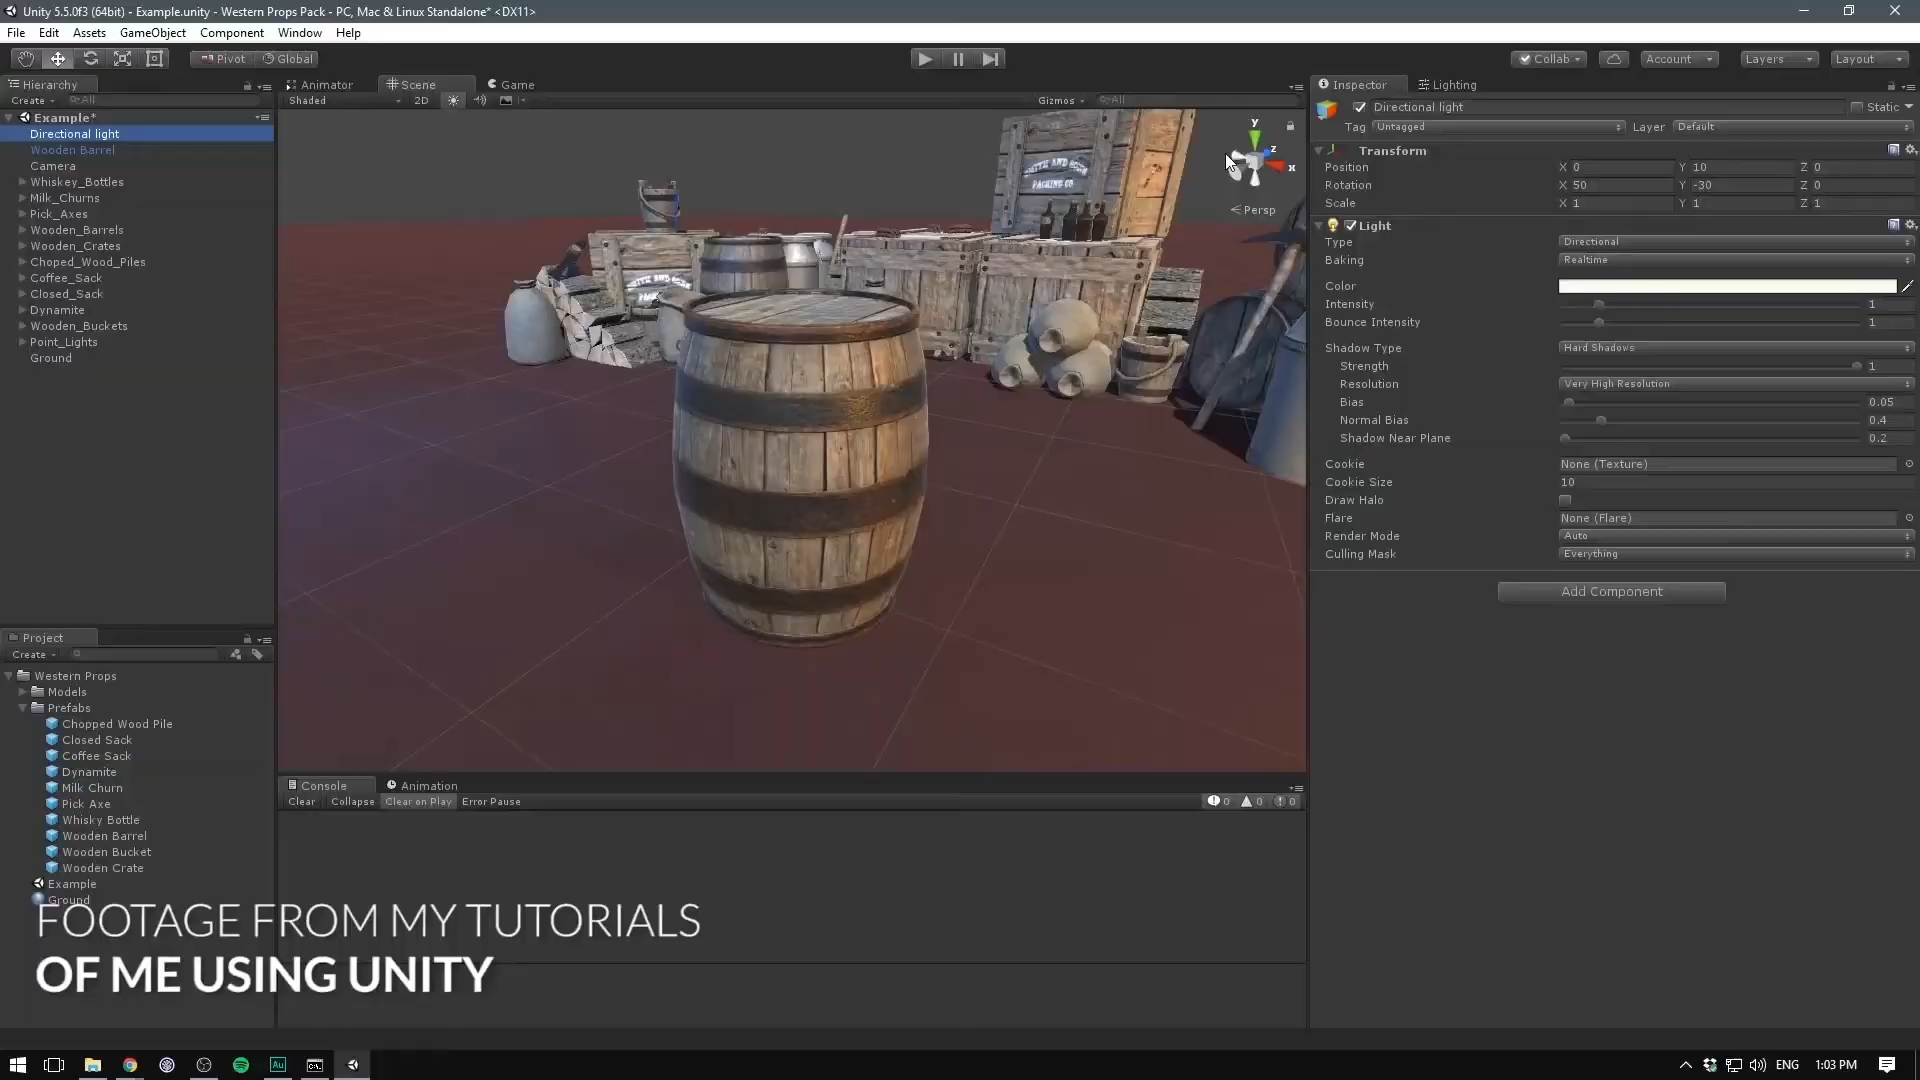 Unity 5.5.0f3 (64bit) - Example.unity - Western Props Pack - PC, Mac & Linux Standalone* <DX11>
File Edit Assets GameObject Component Window Help
Pivot Global Collab Account Layers Layout
Hierarchy
Create All
Example*
Directional light
Wooden Barrel
Camera
Whiskey_Bottles
Milk_Churns
Pick_Axes
Wooden_Barrels
Wooden_Crates
Choped_Wood_Piles
Coffee_Sack
Closed_Sack
Dynamite
Wooden_Buckets
Point_Lights
Ground
Animator Scene Game
Shaded 2D Gizmos All
y
z
x
Persp
SMITH AND SONS
PACKING CO.
Inspector Lighting
Directional light Static
Tag Untagged Layer Default
Transform
Position X 0 Y 10 Z 0
Rotation X 50 Y -30 Z 0
Scale X 1 Y 1 Z 1
Light
Type Directional
Baking Realtime
Color
Intensity 1
Bounce Intensity 1
Shadow Type Hard Shadows
Strength 1
Resolution Very High Resolution
Bias 0.05
Normal Bias 0.4
Shadow Near Plane 0.2
Cookie None (Texture)
Cookie Size 10
Draw Halo
Flare None (Flare)
Render Mode Auto
Culling Mask Everything
Add Component
Project
Create
Western Props
Models
Prefabs
Chopped Wood Pile
Closed Sack
Coffee Sack
Dynamite
Milk Churn
Pick Axe
Whisky Bottle
Wooden Barrel
Wooden Bucket
Wooden Crate
Example
Ground
Console Animation
Clear Collapse Clear on Play Error Pause 0 0 0
FOOTAGE FROM MY TUTORIALS
OF ME USING UNITY
Au ENG 1:03 PM